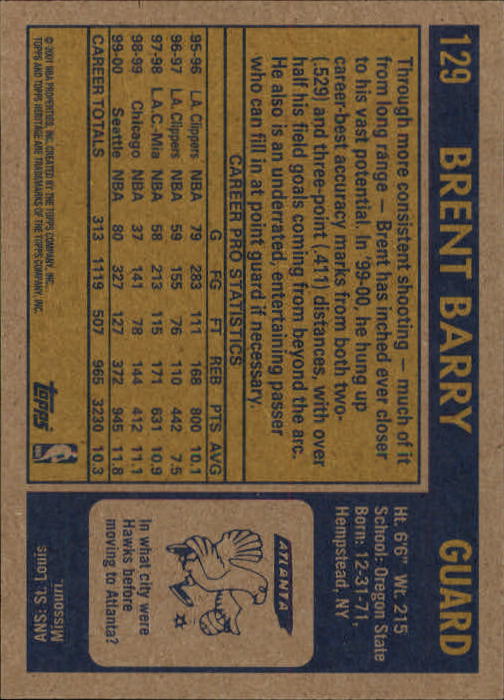 129 BRENT BARRY GUARD
Through more consistent shooting — much of it
from long range — Brent has inched ever closer
to his vast potential. In '99-00, he hung up
career-best accuracy marks from both two-
(.529) and three-point (.411) distances, with over
half his field goals coming from beyond the arc.
He also is an underrated, entertaining passer
who can fill in at point guard if necessary.
CAREER PRO STATISTICS
G FG FT REB PTS AVG
95-96 L.A. Clippers NBA 79 283 111 168 800 10.1
96-97 L.A. Clippers NBA 59 155 76 110 442 7.5
97-98 L.A.C.-Mia NBA 58 213 115 171 631 10.9
98-99 Chicago NBA 37 141 78 144 412 11.1
99-00 Seattle NBA 80 327 127 372 945 11.8
CAREER TOTALS 313 1119 507 965 3230 10.3
© 2001 NBA PROPERTIES, INC. CREATED BY THE TOPPS COMPANY, INC.
TOPPS AND TOPPS HERITAGE ARE TRADEMARKS OF THE TOPPS COMPANY, INC.
Topps
Ht. 6'6" Wt. 215
School: Oregon State
Born: 12-31-71,
Hempstead, NY
ATLANTA
In what city were
Hawks before
moving to Atlanta?
ANS: St. Louis
Missouri.